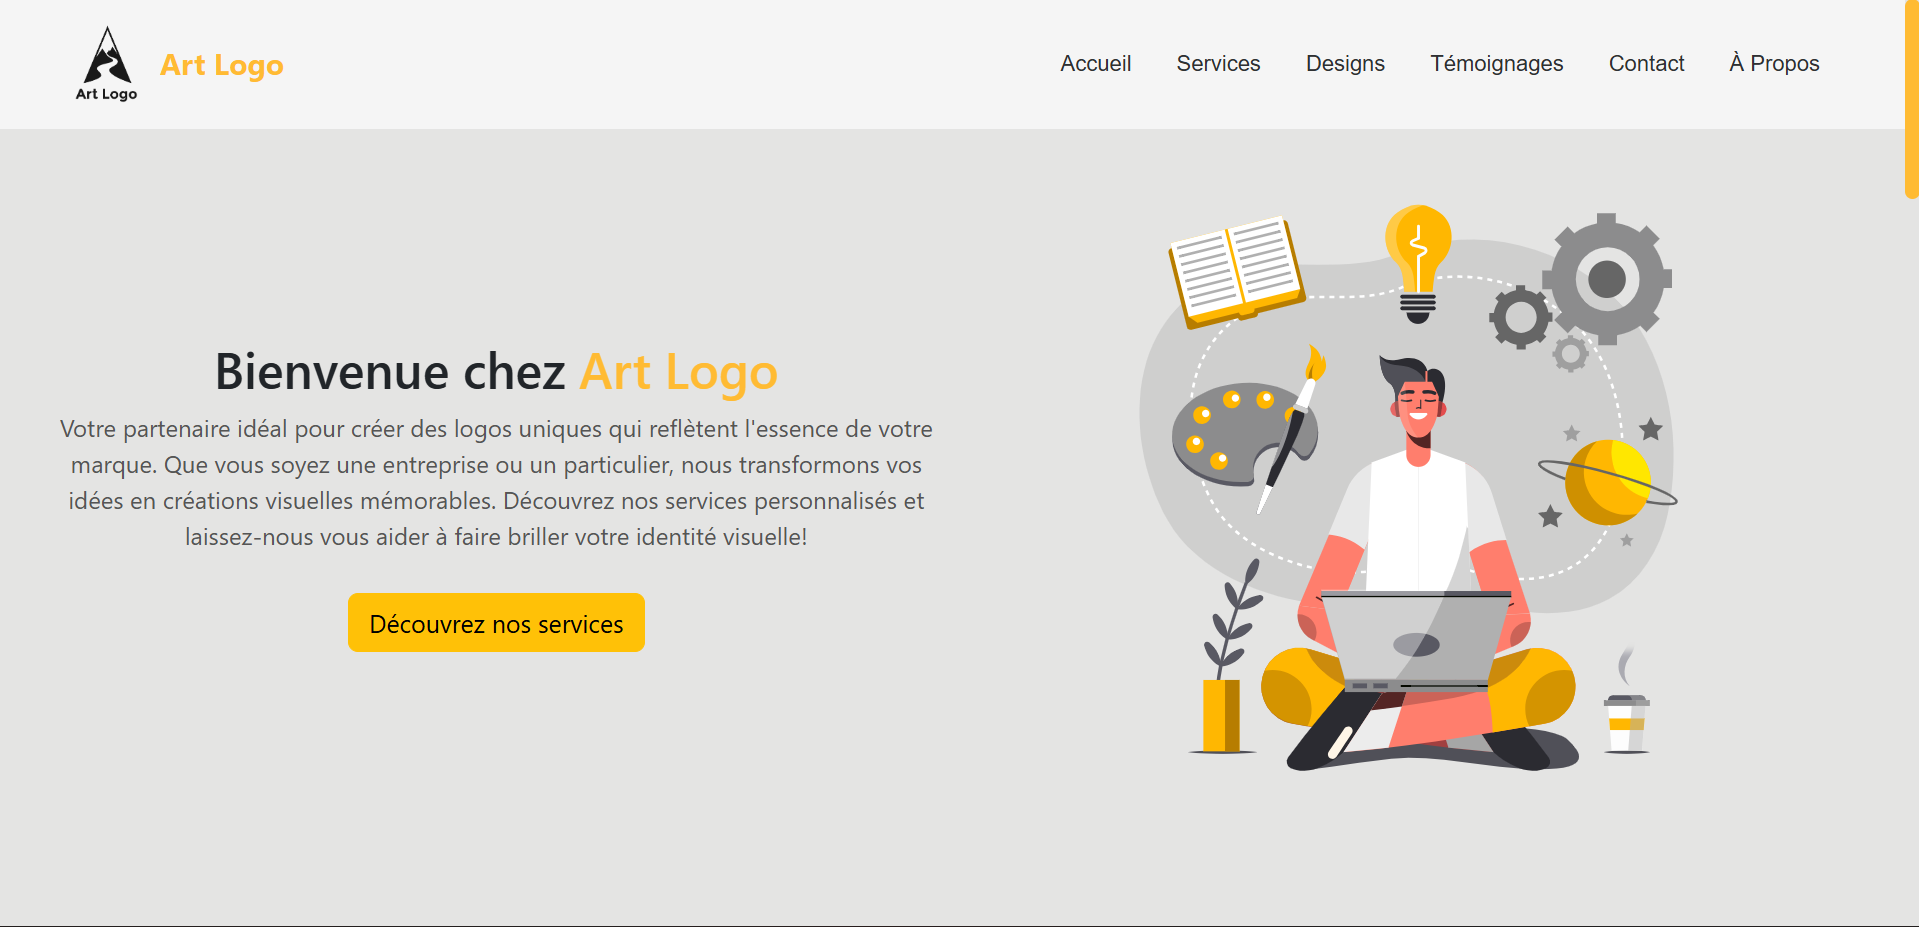 Art Logo
Art Logo
Accueil Services Designs Témoignages Contact À Propos
Bienvenue chez Art Logo
Votre partenaire idéal pour créer des logos uniques qui reflètent l'essence de votre
marque. Que vous soyez une entreprise ou un particulier, nous transformons vos
idées en créations visuelles mémorables. Découvrez nos services personnalisés et
laissez-nous vous aider à faire briller votre identité visuelle!
Découvrez nos services